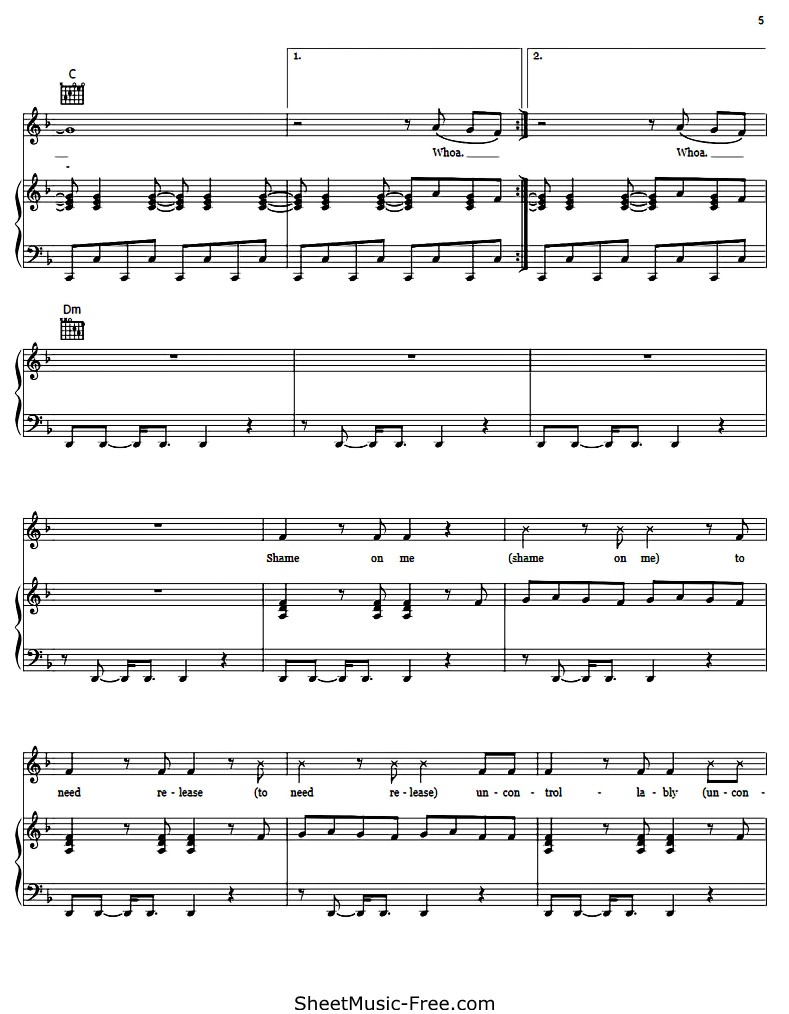 5
1. 2.
C
Whoa. Whoa.
Dm
Shame on me (shame on me) to
need re - lease (to need re - lease) un - con - trol - la - bly (un - con -
SheetMusic-Free.com